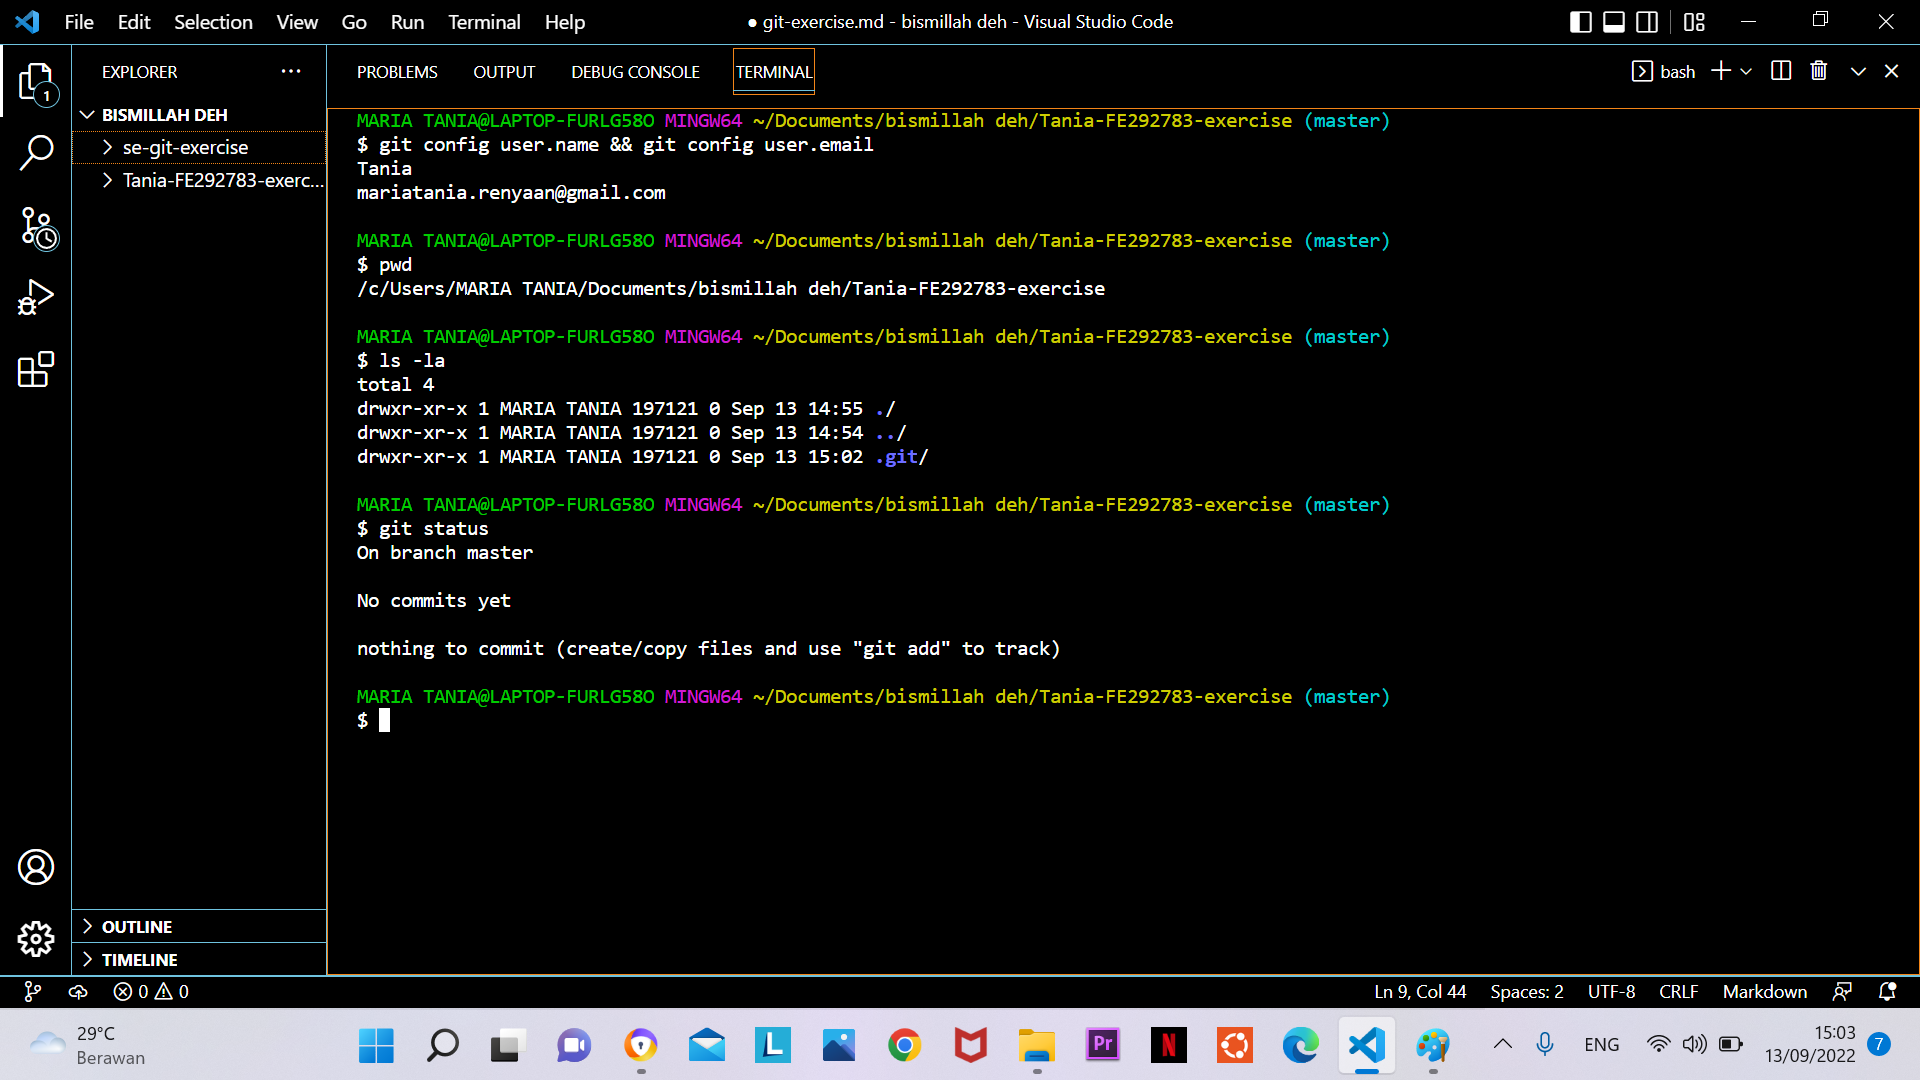 File Edit Selection View Go Run Terminal Help
● git-exercise.md - bismillah deh - Visual Studio Code
EXPLORER
1
BISMILLAH DEH
se-git-exercise
Tania-FE292783-exerc...
OUTLINE
TIMELINE
PROBLEMS OUTPUT DEBUG CONSOLE TERMINAL
bash
MARIA TANIA@LAPTOP-FURLG58O MINGW64 ~/Documents/bismillah deh/Tania-FE292783-exercise (master)
$ git config user.name && git config user.email
Tania
mariatania.renyaan@gmail.com
MARIA TANIA@LAPTOP-FURLG58O MINGW64 ~/Documents/bismillah deh/Tania-FE292783-exercise (master)
$ pwd
/c/Users/MARIA TANIA/Documents/bismillah deh/Tania-FE292783-exercise
MARIA TANIA@LAPTOP-FURLG58O MINGW64 ~/Documents/bismillah deh/Tania-FE292783-exercise (master)
$ ls -la
total 4
drwxr-xr-x 1 MARIA TANIA 197121 0 Sep 13 14:55 ./
drwxr-xr-x 1 MARIA TANIA 197121 0 Sep 13 14:54 ../
drwxr-xr-x 1 MARIA TANIA 197121 0 Sep 13 15:02 .git/
MARIA TANIA@LAPTOP-FURLG58O MINGW64 ~/Documents/bismillah deh/Tania-FE292783-exercise (master)
$ git status
On branch master
No commits yet
nothing to commit (create/copy files and use "git add" to track)
MARIA TANIA@LAPTOP-FURLG58O MINGW64 ~/Documents/bismillah deh/Tania-FE292783-exercise (master)
$
0 0
Ln 9, Col 44 Spaces: 2 UTF-8 CRLF Markdown
29°C
Berawan
L
Pr
N
ENG
15:03
13/09/2022
7